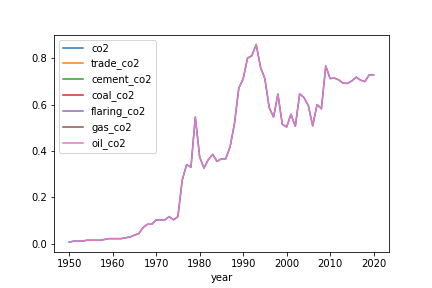 co2
trade_co2
cement_co2
coal_co2
flaring_co2
gas_co2
oil_co2
0.8
0.6
0.4
0.2
0.0
1950 1960 1970 1980 1990 2000 2010 2020
year